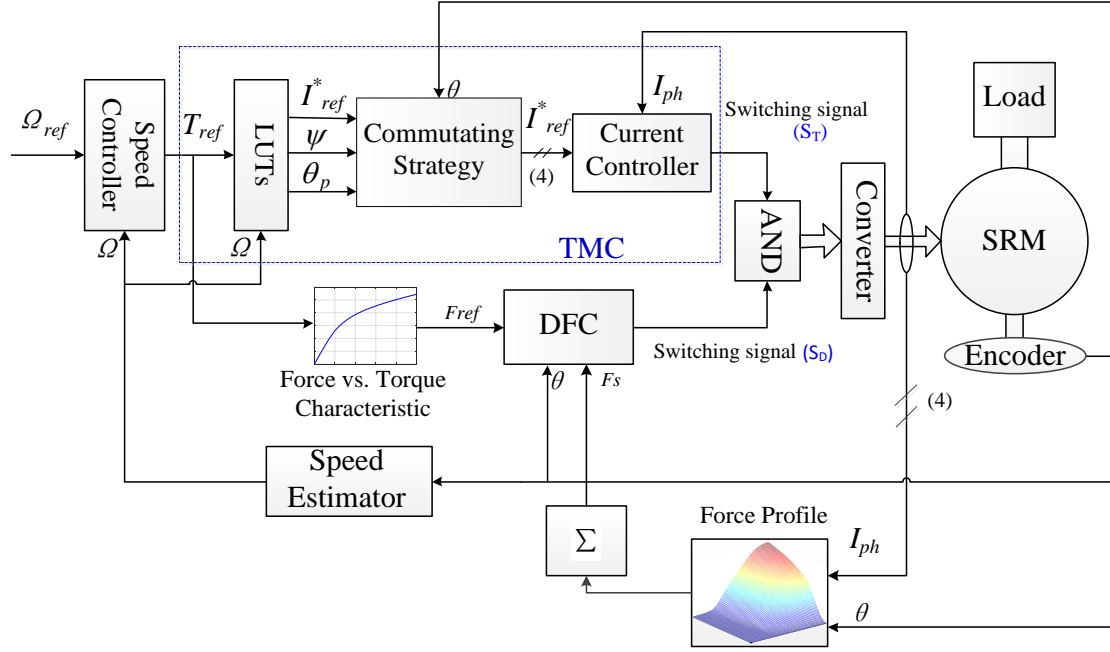 Ω_ref
Speed Controller
Ω
T_ref
LUTs
Ω
I*_ref
ψ
θ_p
θ
Commutating
Strategy
I*_ref
(4)
I_ph
Current
Controller
TMC
Switching signal
(S_T)
AND
Converter
Load
SRM
Encoder
Force vs. Torque
Characteristic
Fref
DFC
θ
Fs
Switching signal (S_D)
(4)
Speed
Estimator
Σ
Force Profile
I_ph
θ